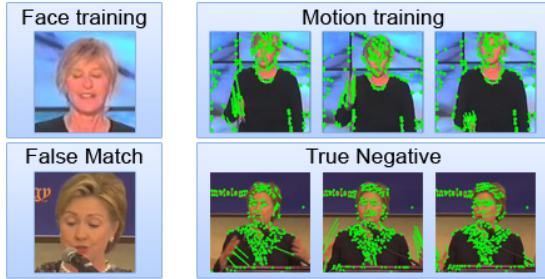 Face training
Motion training
False Match
True Negative